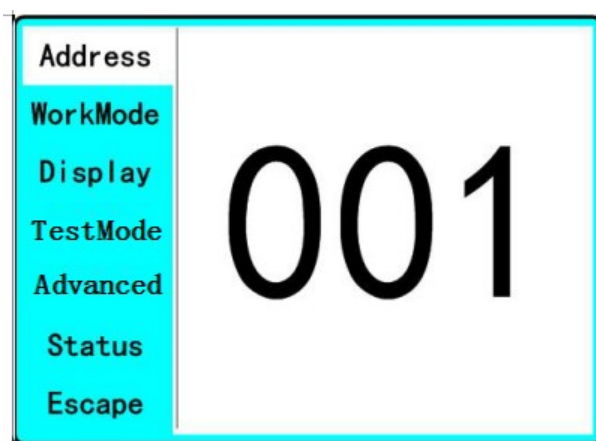 Address
WorkMode
Display
TestMode
Advanced
Status
Escape
001